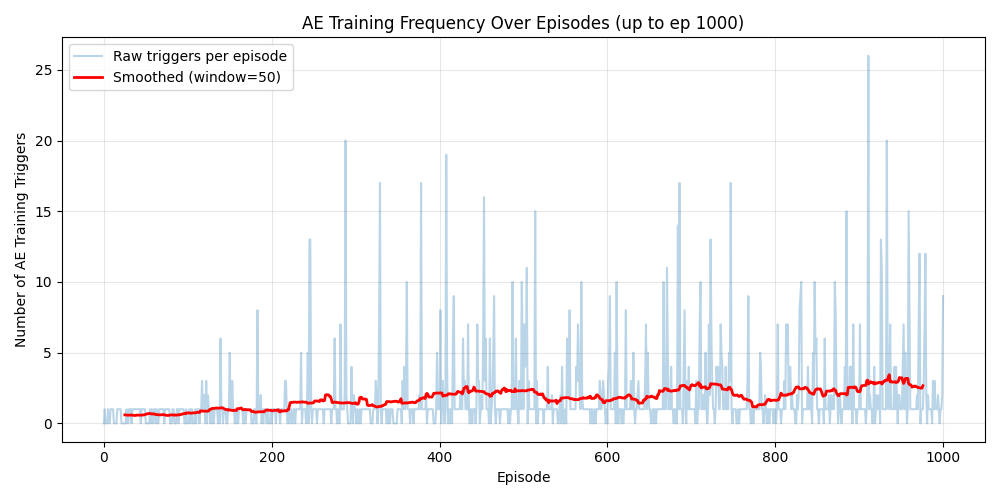 AE Training Frequency Over Episodes (up to ep 1000)
Raw triggers per episode
Smoothed (window=50)
Number of AE Training Triggers
25
20
15
10
5
0
0 200 400 600 800 1000
Episode